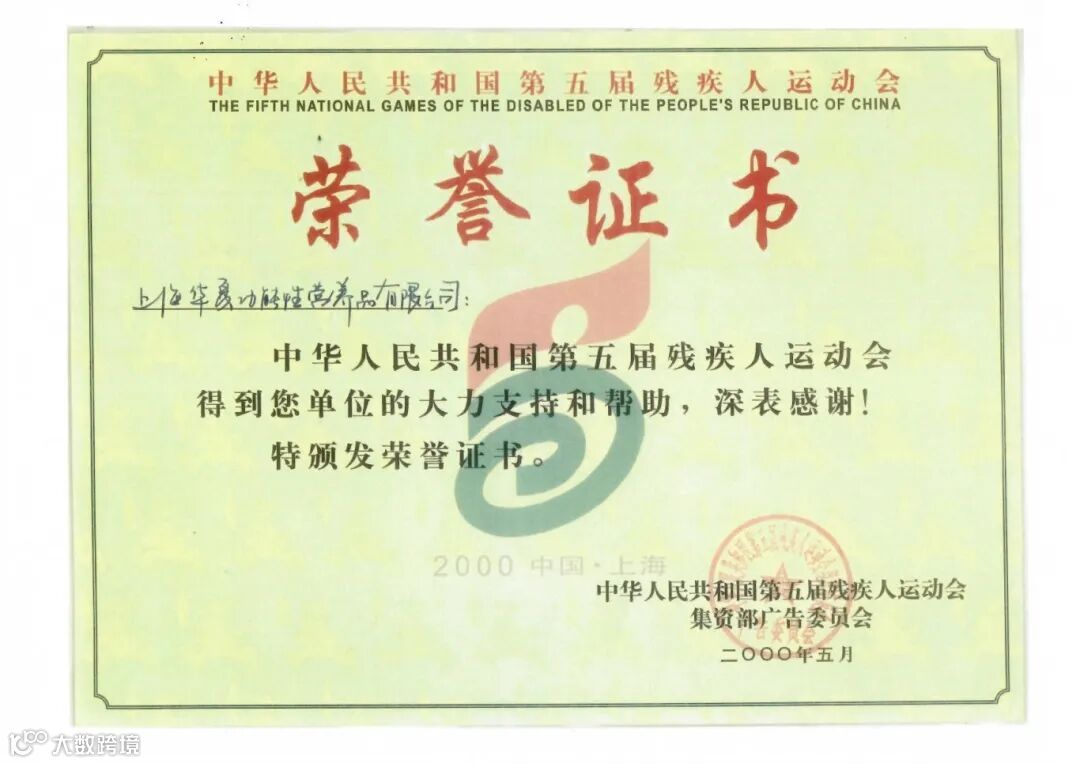 中华人民共和国第五届残疾人运动会
THE FIFTH NATIONAL GAMES OF THE DISABLED OF THE PEOPLE'S REPUBLIC OF CHINA
荣誉证书
上海华夏功能性营养品有限公司:
中华人民共和国第五届残疾人运动会
得到您单位的大力支持和帮助，深表感谢！
特颁发荣誉证书。
2000 中国·上海
中华人民共和国第五届残疾人运动会
集资部广告委员会
二〇〇〇年五月
大数跨境